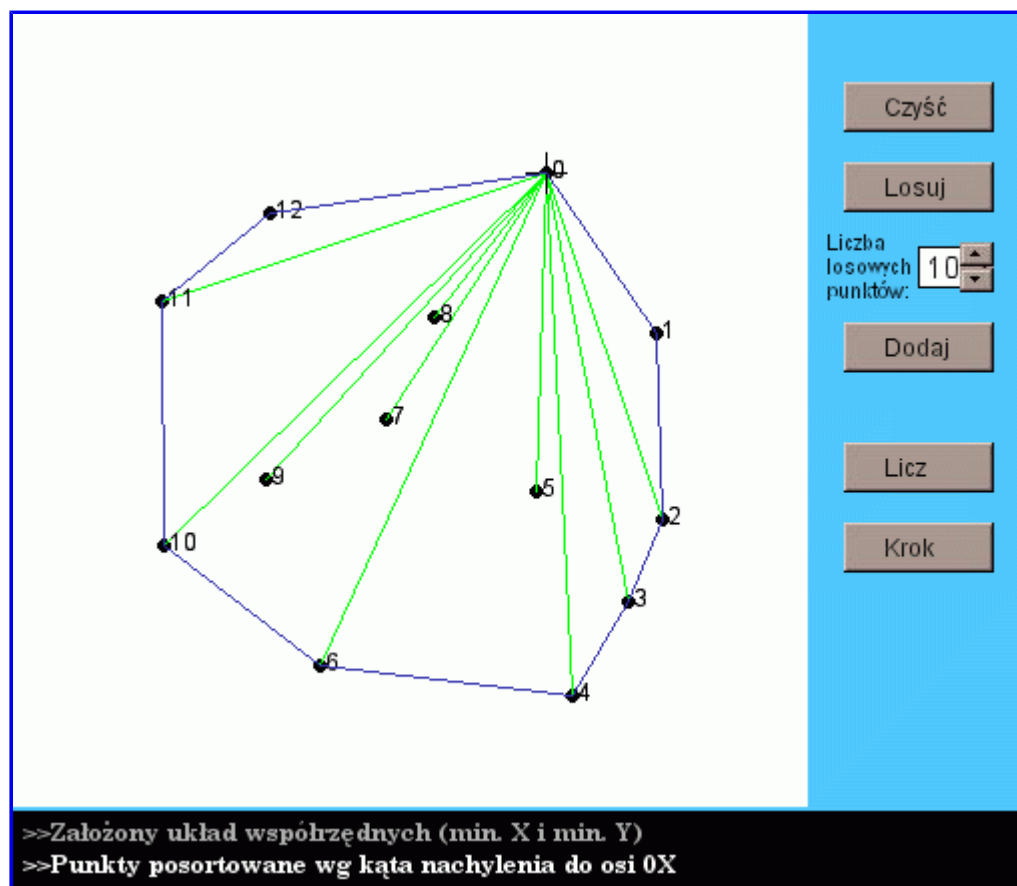 0
12
11
8
1
7
9
5
2
10
3
6
4
Czyść
Losuj
Liczba
losowych
punktów:
10
Dodaj
Licz
Krok
>>Założony układ współrzędnych (min. X i min. Y)
>>Punkty posortowane wg kąta nachylenia do osi 0X